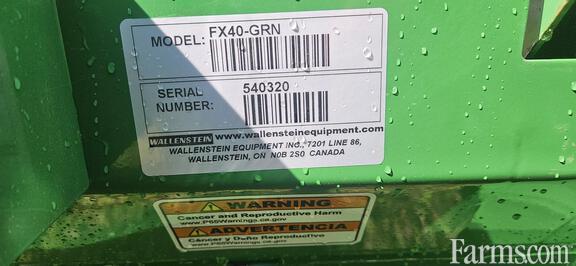 MODEL: FX40-GRN
SERIAL NUMBER: 540320
WALLENSTEIN www.wallensteinequipment.com
WALLENSTEIN EQUIPMENT INC., 7201 LINE 86,
WALLENSTEIN, ON N0B 2S0 CANADA
WARNING
Cancer and Reproductive Harm
www.P65Warnings.ca.gov
ADVERTENCIA
Cáncer y Daño Reproductivo
www.P65Warnings.ca.gov
Farms.com